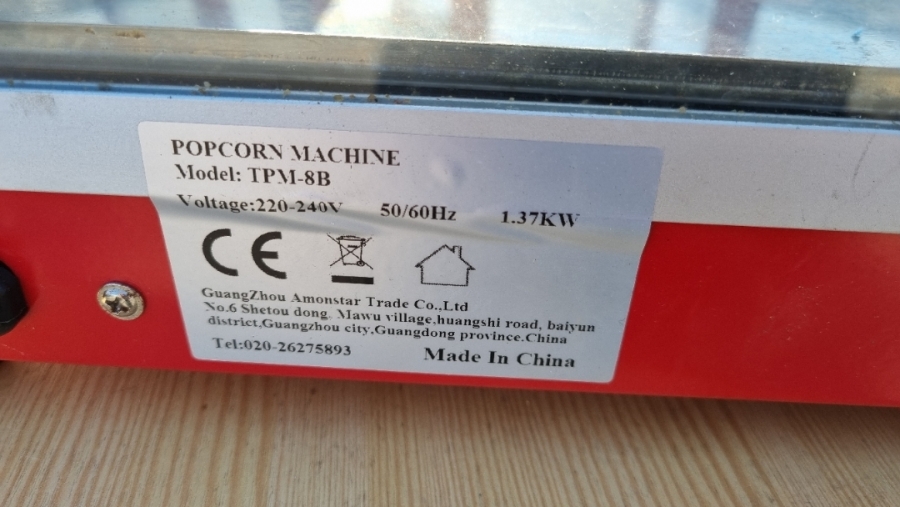 POPCORN MACHINE
Model: TPM-8B
Voltage:220-240V 50/60Hz 1.37KW
CE
GuangZhou Amonstar Trade Co.,Ltd
No.6 Shetou dong, Mawu village,huangshi road, baiyun
district,Guangzhou city,Guangdong province.China
Tel:020-26275893 Made In China